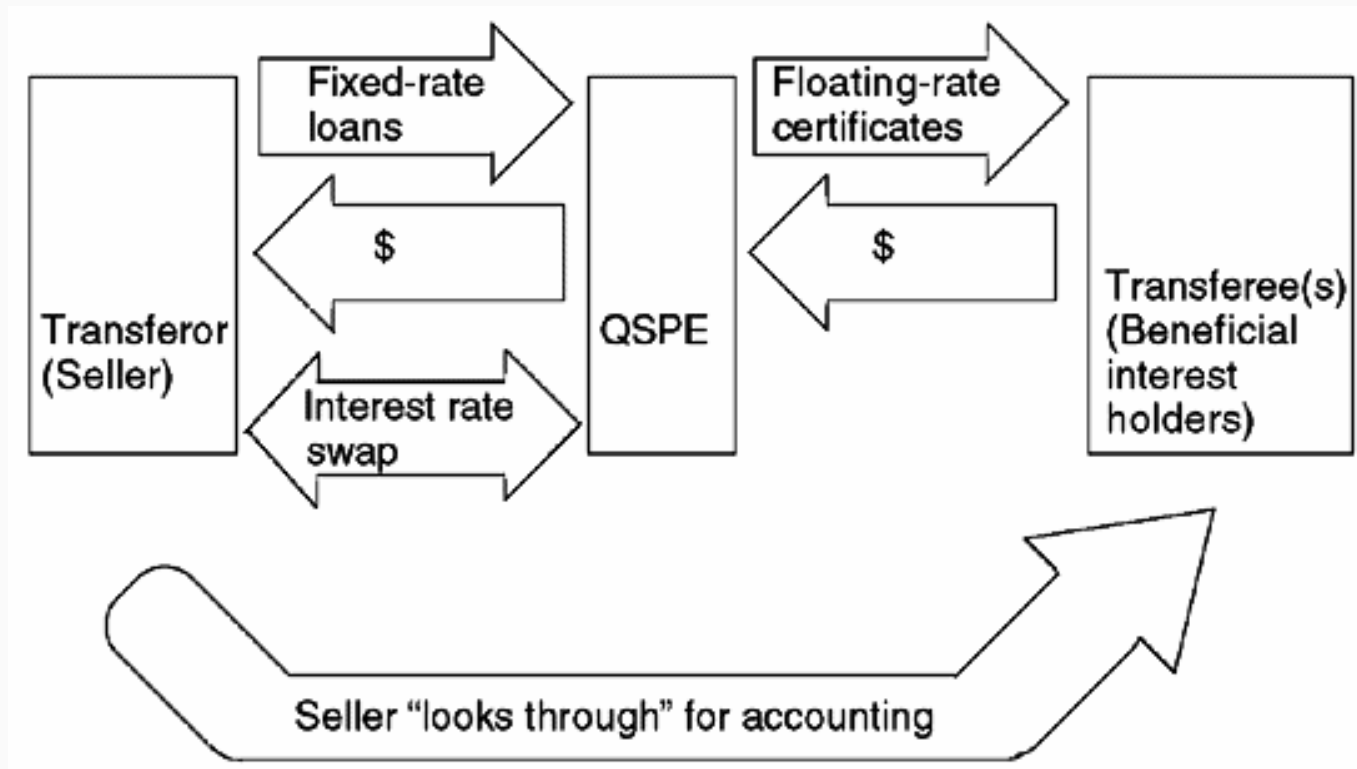 Fixed-rate
loans
Floating-rate
certificates
$
$
Transferor
(Seller)
QSPE
Transferee(s)
(Beneficial
interest
holders)
Interest rate
swap
Seller “looks through” for accounting